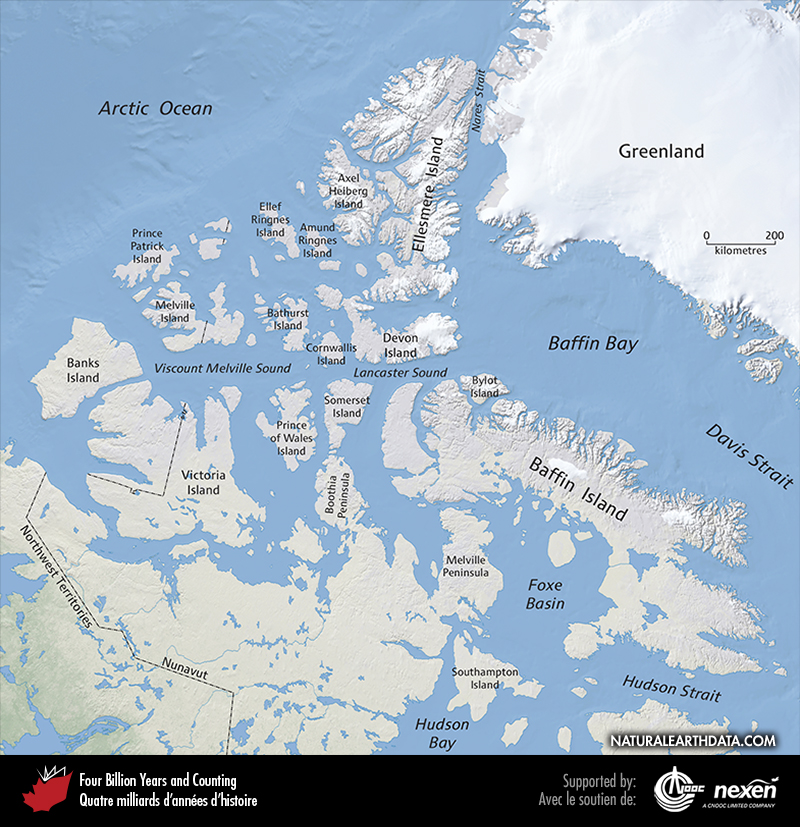 Arctic Ocean
Nares Strait
Greenland
Ellesmere Island
Axel
Heiberg
Island
Ellef
Ringnes
Island
Amund
Ringnes
Island
Prince
Patrick
Island
0 200
kilometres
Melville
Island
Bathurst
Island
Cornwallis
Island
Devon
Island
Baffin Bay
Banks
Island
Viscount Melville Sound
Lancaster Sound
Bylot
Island
Somerset
Island
Prince
of Wales
Island
Davis Strait
Victoria
Island
Boothia
Peninsula
Baffin Island
Melville
Peninsula
Foxe
Basin
Northwest Territories
Nunavut
Southampton
Island
Hudson Strait
Hudson
Bay
NATURALEARTHDATA.COM
Four Billion Years and Counting
Quatre milliards d'années d'histoire
Supported by:
Avec le soutien de:
CNOOC
nexen
A CNOOC LIMITED COMPANY